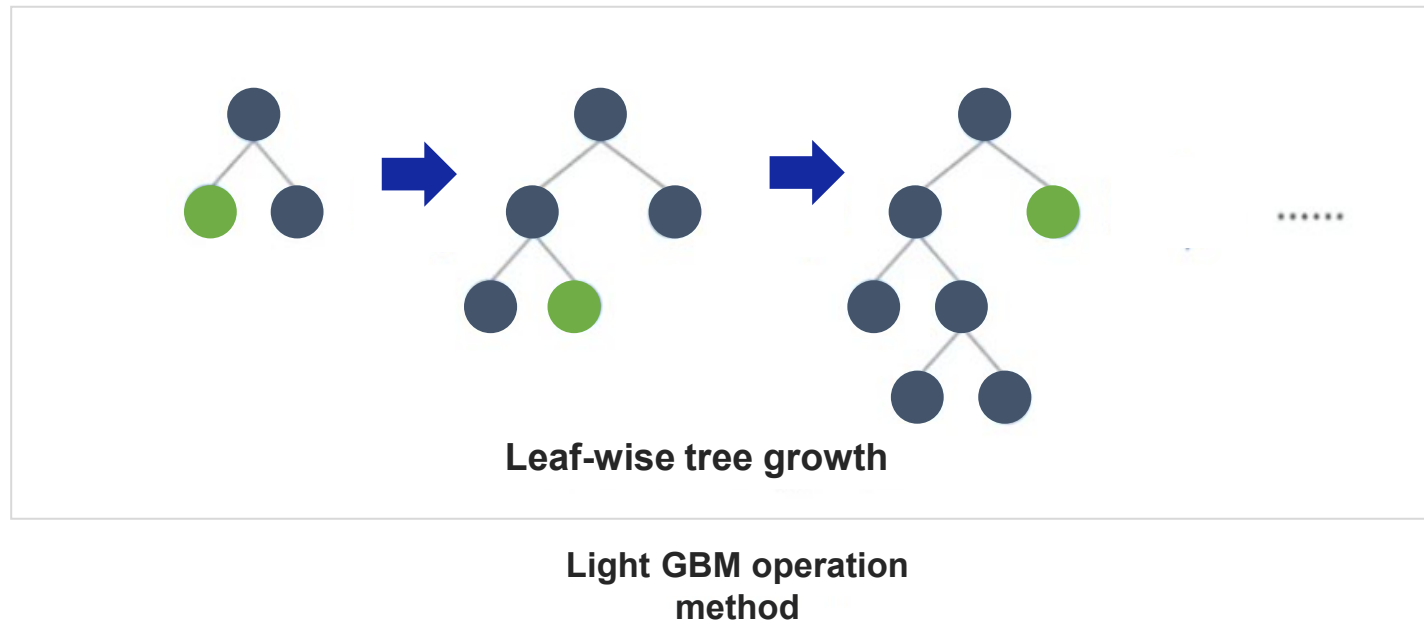 ......
Leaf-wise tree growth
Light GBM operation
method